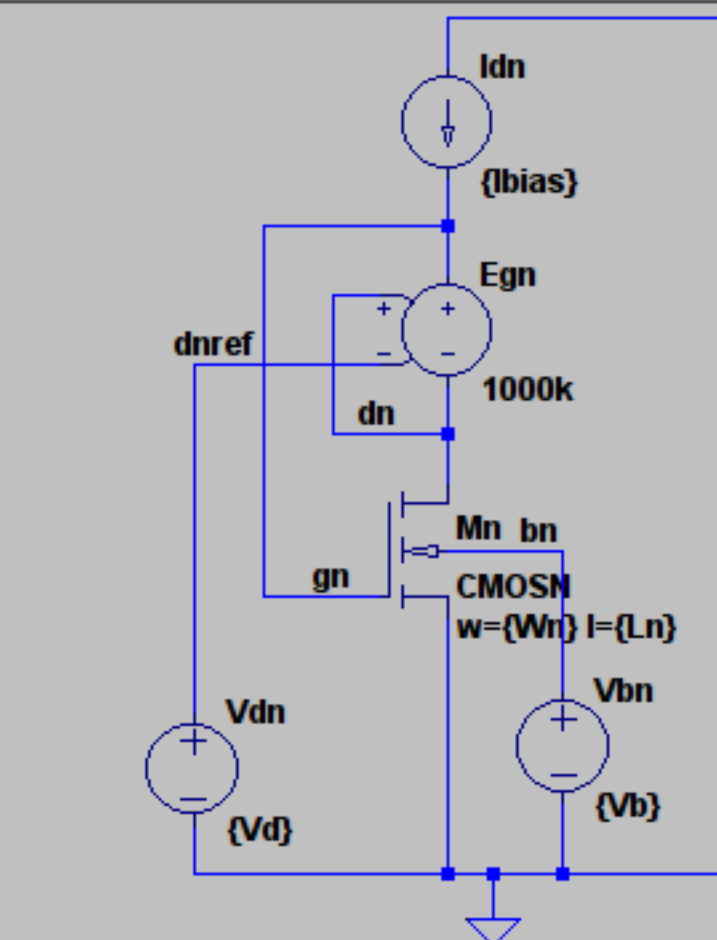 Idn
{Ibias}
Egn
+ +
dnref
− −
1000k
dn
Mn bn
gn
CMOSN
w={Wn} l={Ln}
Vbn
Vdn
+
+
−
{Vb}
−
{Vd}